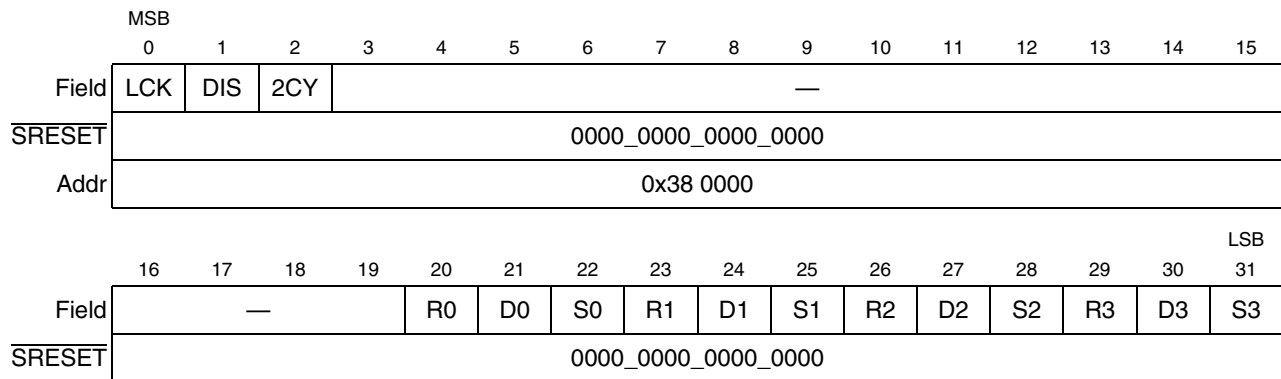 MSB
0 1 2 3 4 5 6 7 8 9 10 11 12 13 14 15
Field LCK DIS 2CY —
SRESET 0000_0000_0000_0000
Addr 0x38 0000
LSB
16 17 18 19 20 21 22 23 24 25 26 27 28 29 30 31
Field — R0 D0 S0 R1 D1 S1 R2 D2 S2 R3 D3 S3
SRESET 0000_0000_0000_0000